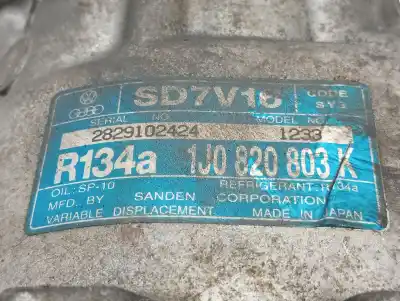 SD7V16 CODE
SERIAL NO. MODEL NO.
2829102424 1233
R134a 1J0 820 803 K
OIL: SP-10 REFRIGERANT: R134a
MFD. BY SANDEN CORPORATION
VARIABLE DISPLACEMENT MADE IN JAPAN